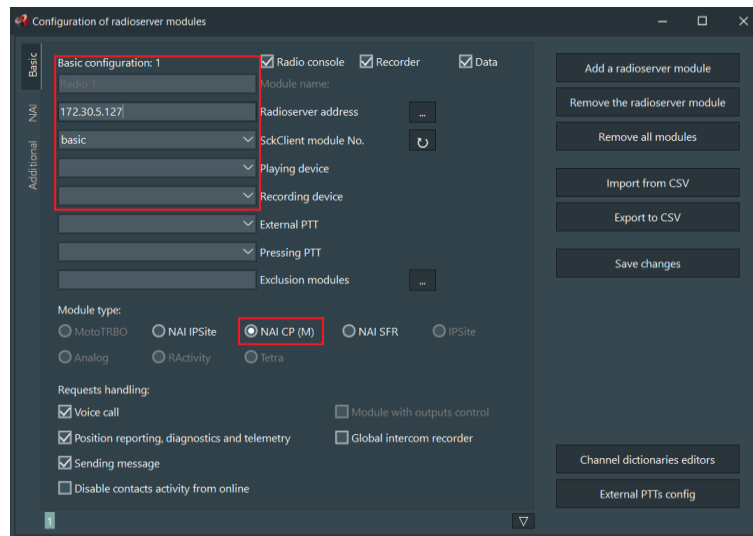 Configuration of radioserver modules
Basic
NAI
Additional
Basic configuration: 1
Radio console
Recorder
Data
Radio 1
Module name:
172.30.5.127
Radioserver address
...
basic
SckClient module No.
Playing device
Recording device
External PTT
Pressing PTT
Exclusion modules
...
Module type:
MotoTRBO
NAI IPSite
NAI CP (M)
NAI SFR
IPSite
Analog
RActivity
Tetra
Requests handling:
Voice call
Module with outputs control
Position reporting, diagnostics and telemetry
Global intercom recorder
Sending message
Disable contacts activity from online
1
Add a radioserver module
Remove the radioserver module
Remove all modules
Import from CSV
Export to CSV
Save changes
Channel dictionaries editors
External PTTs config